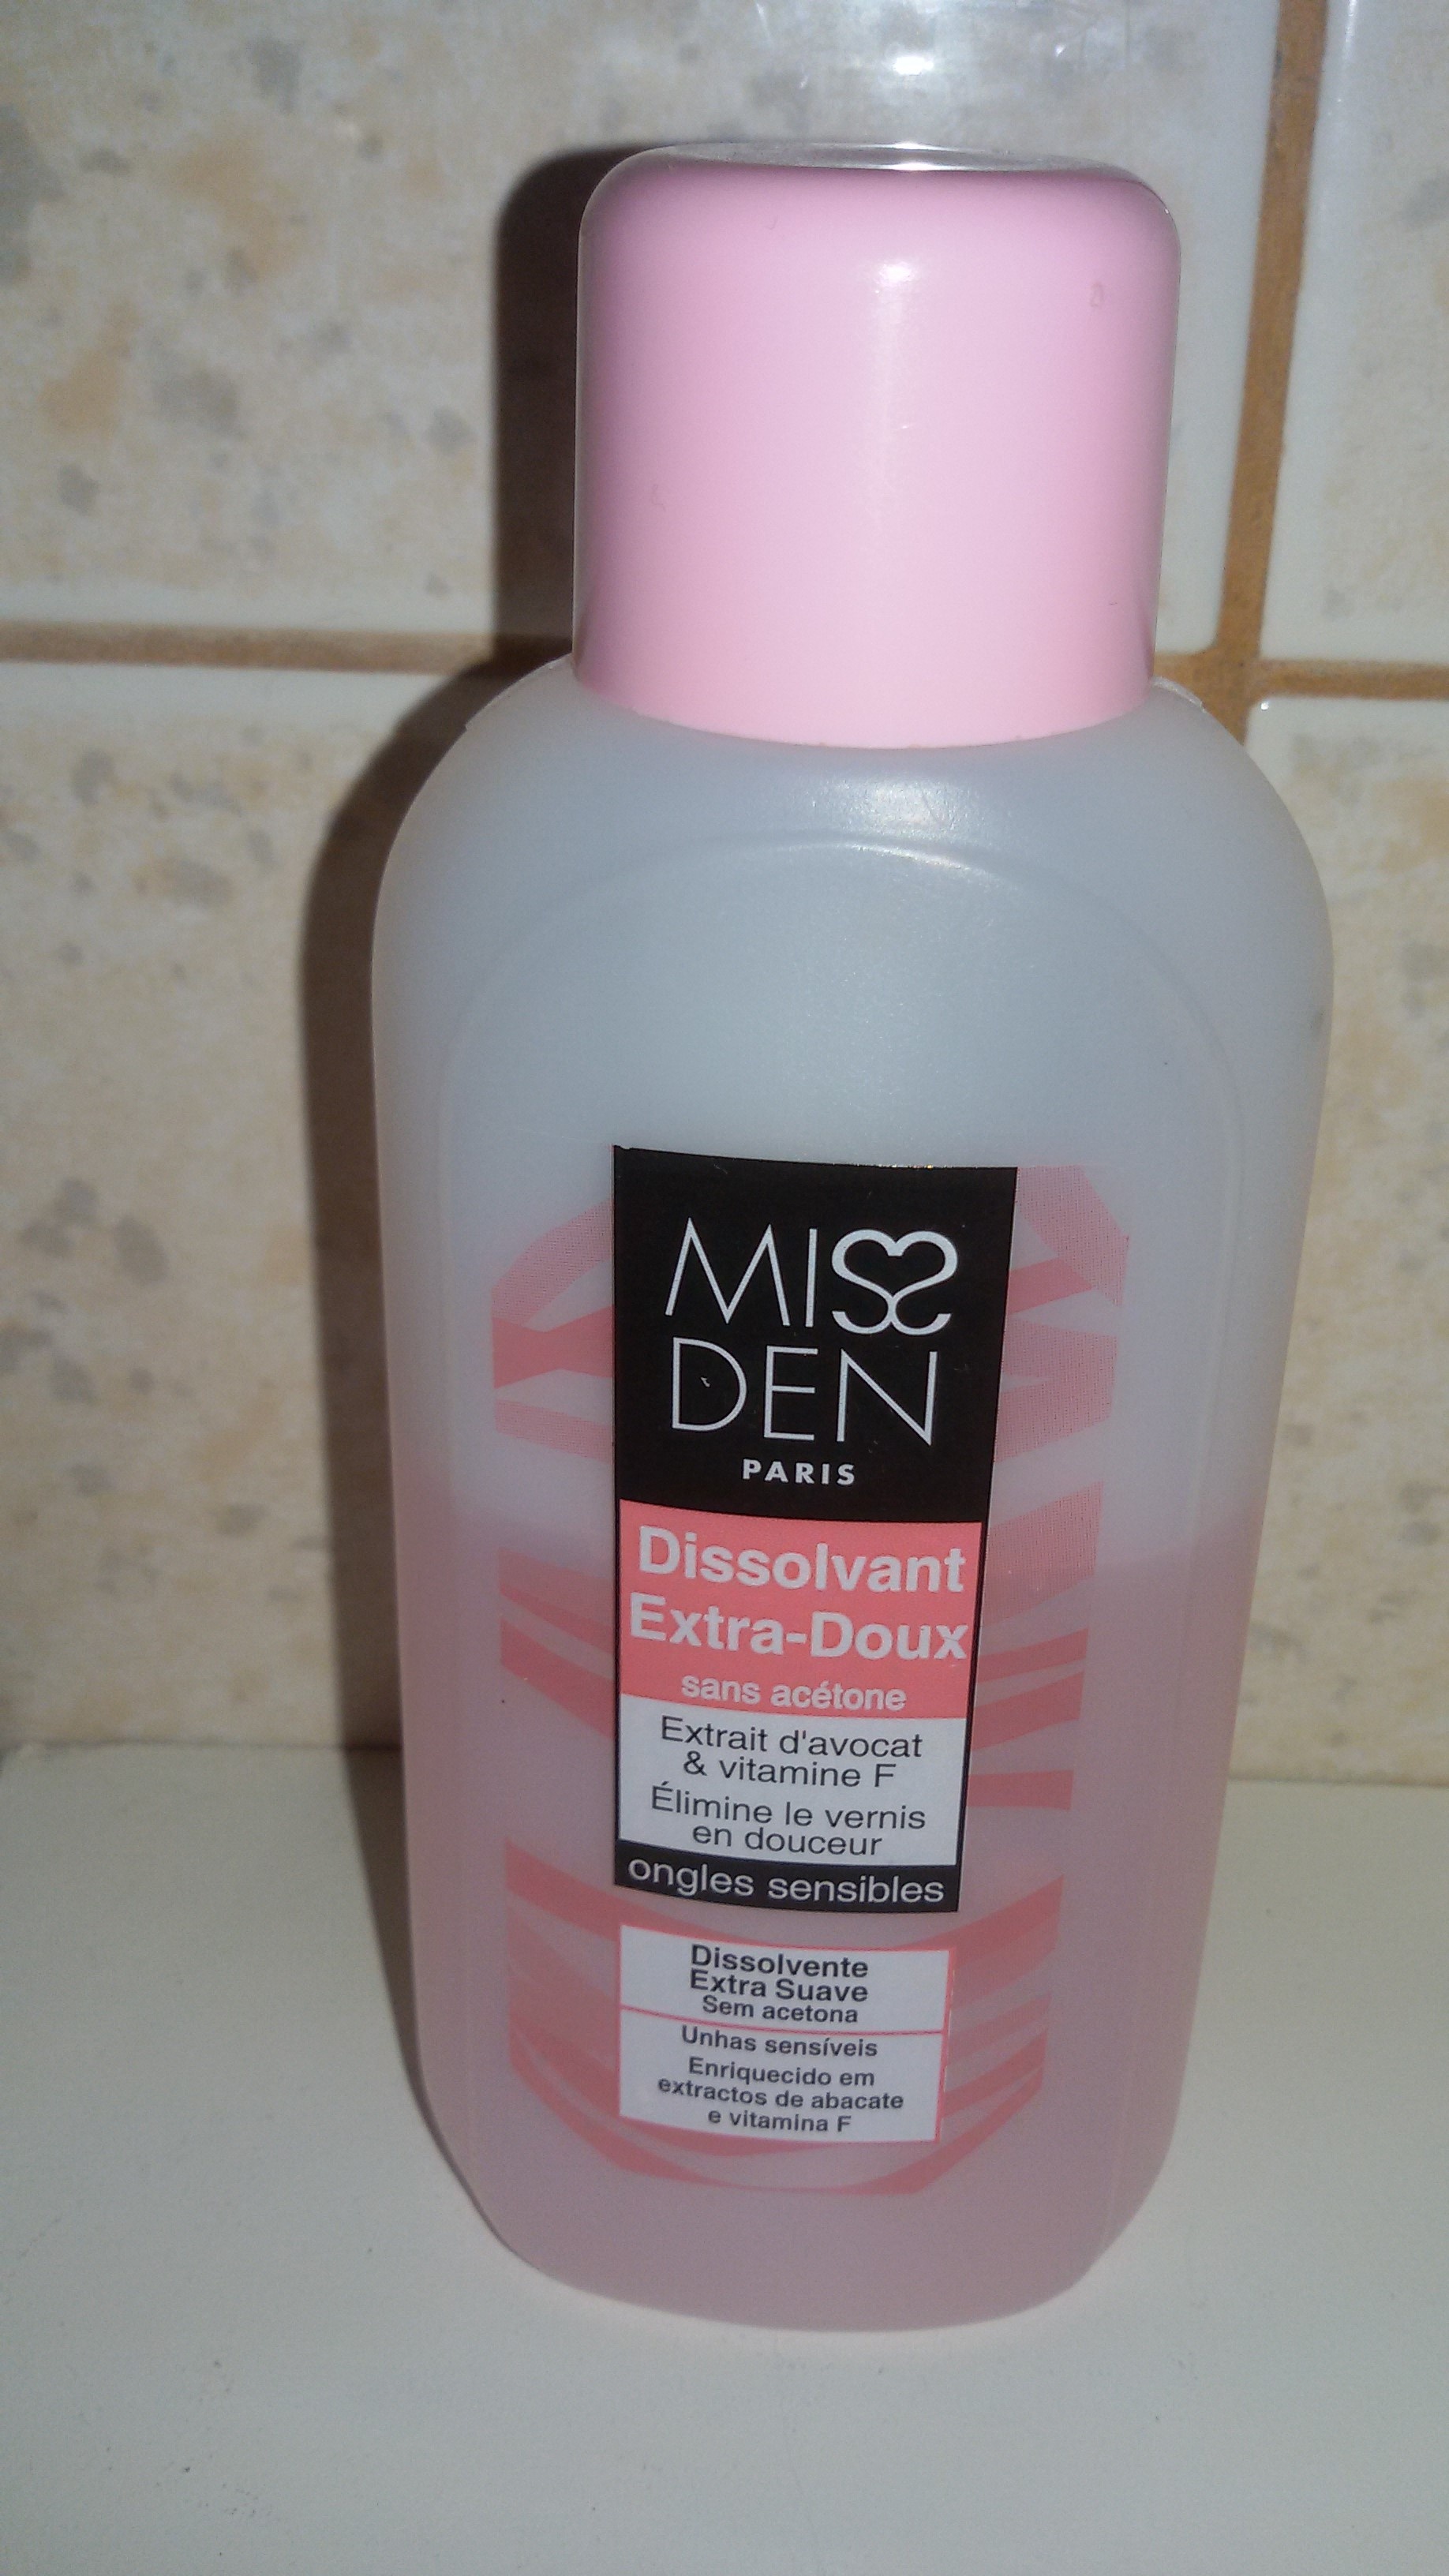 MISS
DEN
PARIS
Dissolvant
Extra-Doux
sans acétone
Extrait d'avocat
& vitamine F
Élimine le vernis
en douceur
ongles sensibles
Dissolvente
Extra Suave
Sem acetona
Unhas sensíveis
Enriquecido em
extractos de abacate
e vitamina F